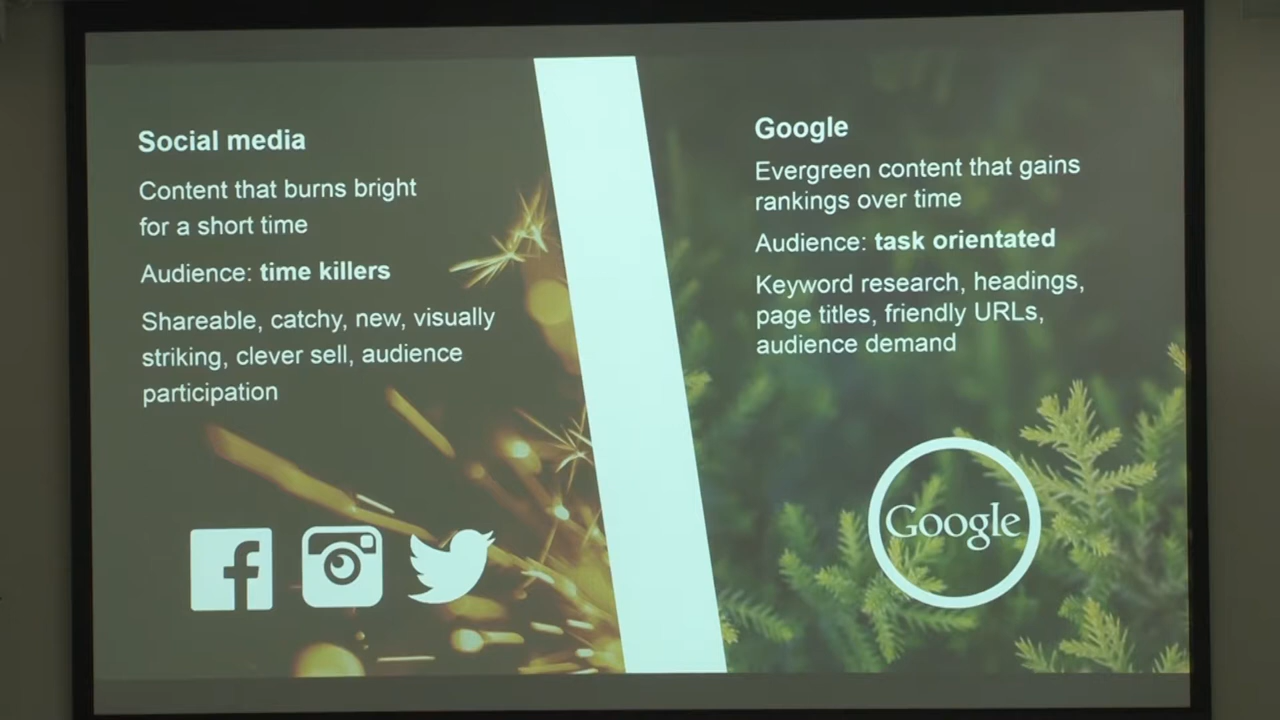 Social media
Content that burns bright
for a short time
Audience: time killers
Shareable, catchy, new, visually
striking, clever sell, audience
participation
Google
Evergreen content that gains
rankings over time
Audience: task orientated
Keyword research, headings,
page titles, friendly URLs,
audience demand
Google